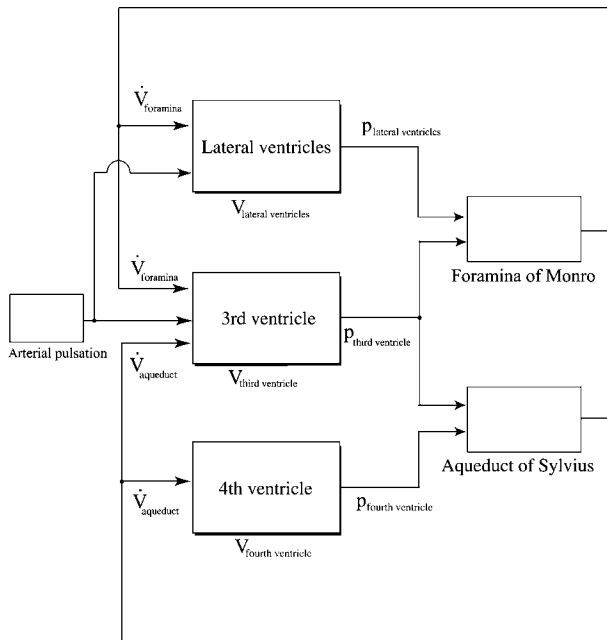 V̇foramina
Lateral ventricles
plateral ventricles
Vlateral ventricles
V̇foramina
Foramina of Monro
3rd ventricle
pthird ventricle
Arterial pulsation
V̇aqueduct
Vthird ventricle
Aqueduct of Sylvius
4th ventricle
V̇aqueduct
pfourth ventricle
Vfourth ventricle